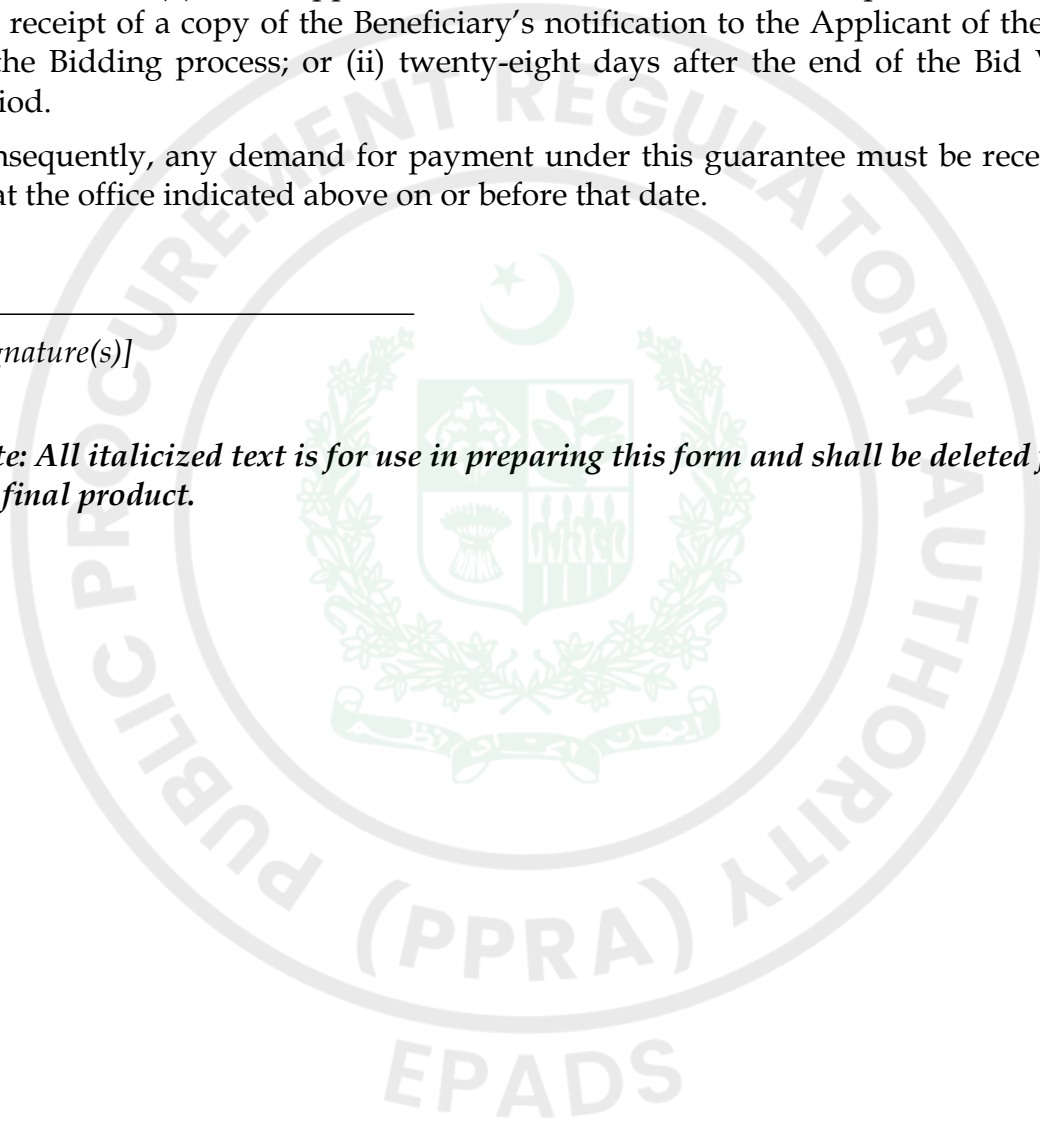 receipt of a copy of the Beneficiary’s notification to the Applicant of the
the Bidding process; or (ii) twenty-eight days after the end of the Bid
iod.
nsequently, any demand for payment under this guarantee must be rece
at the office indicated above on or before that date.
gnature(s)]
te: All italicized text is for use in preparing this form and shall be deleted
final product.
PUBLIC PROCUREMENT REGULATORY AUTHORITY
(PPRA)
EPADS